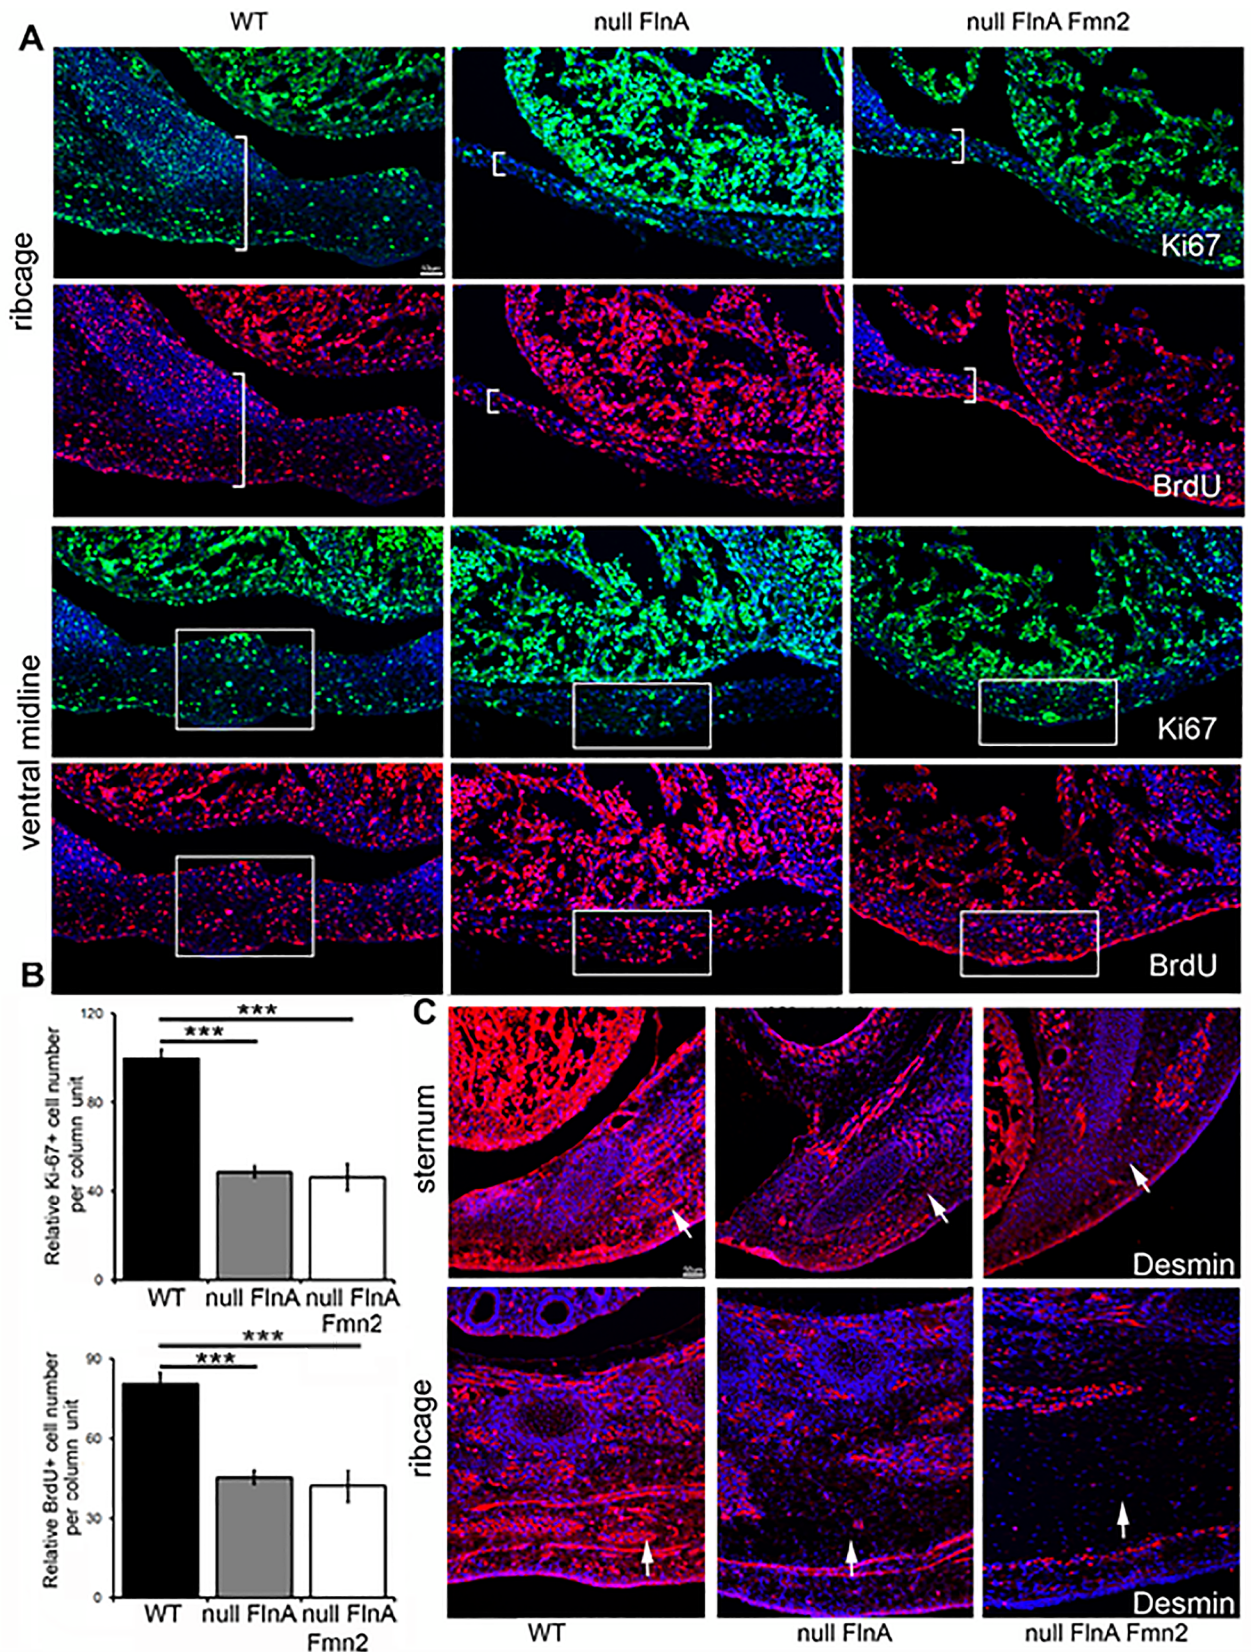 A
WT
null FlnA
null FlnA Fmn2
ribcage
Ki67
BrdU
ventral midline
Ki67
BrdU
B
Relative Ki-67+ cell number
per column unit
120
80
40
0
***
***
WT
null FlnA
null FlnA
Fmn2
Relative BrdU+ cell number
per column unit
90
60
30
0
***
***
WT
null FlnA
null FlnA
Fmn2
C
sternum
Desmin
ribcage
Desmin
WT
null FlnA
null FlnA Fmn2